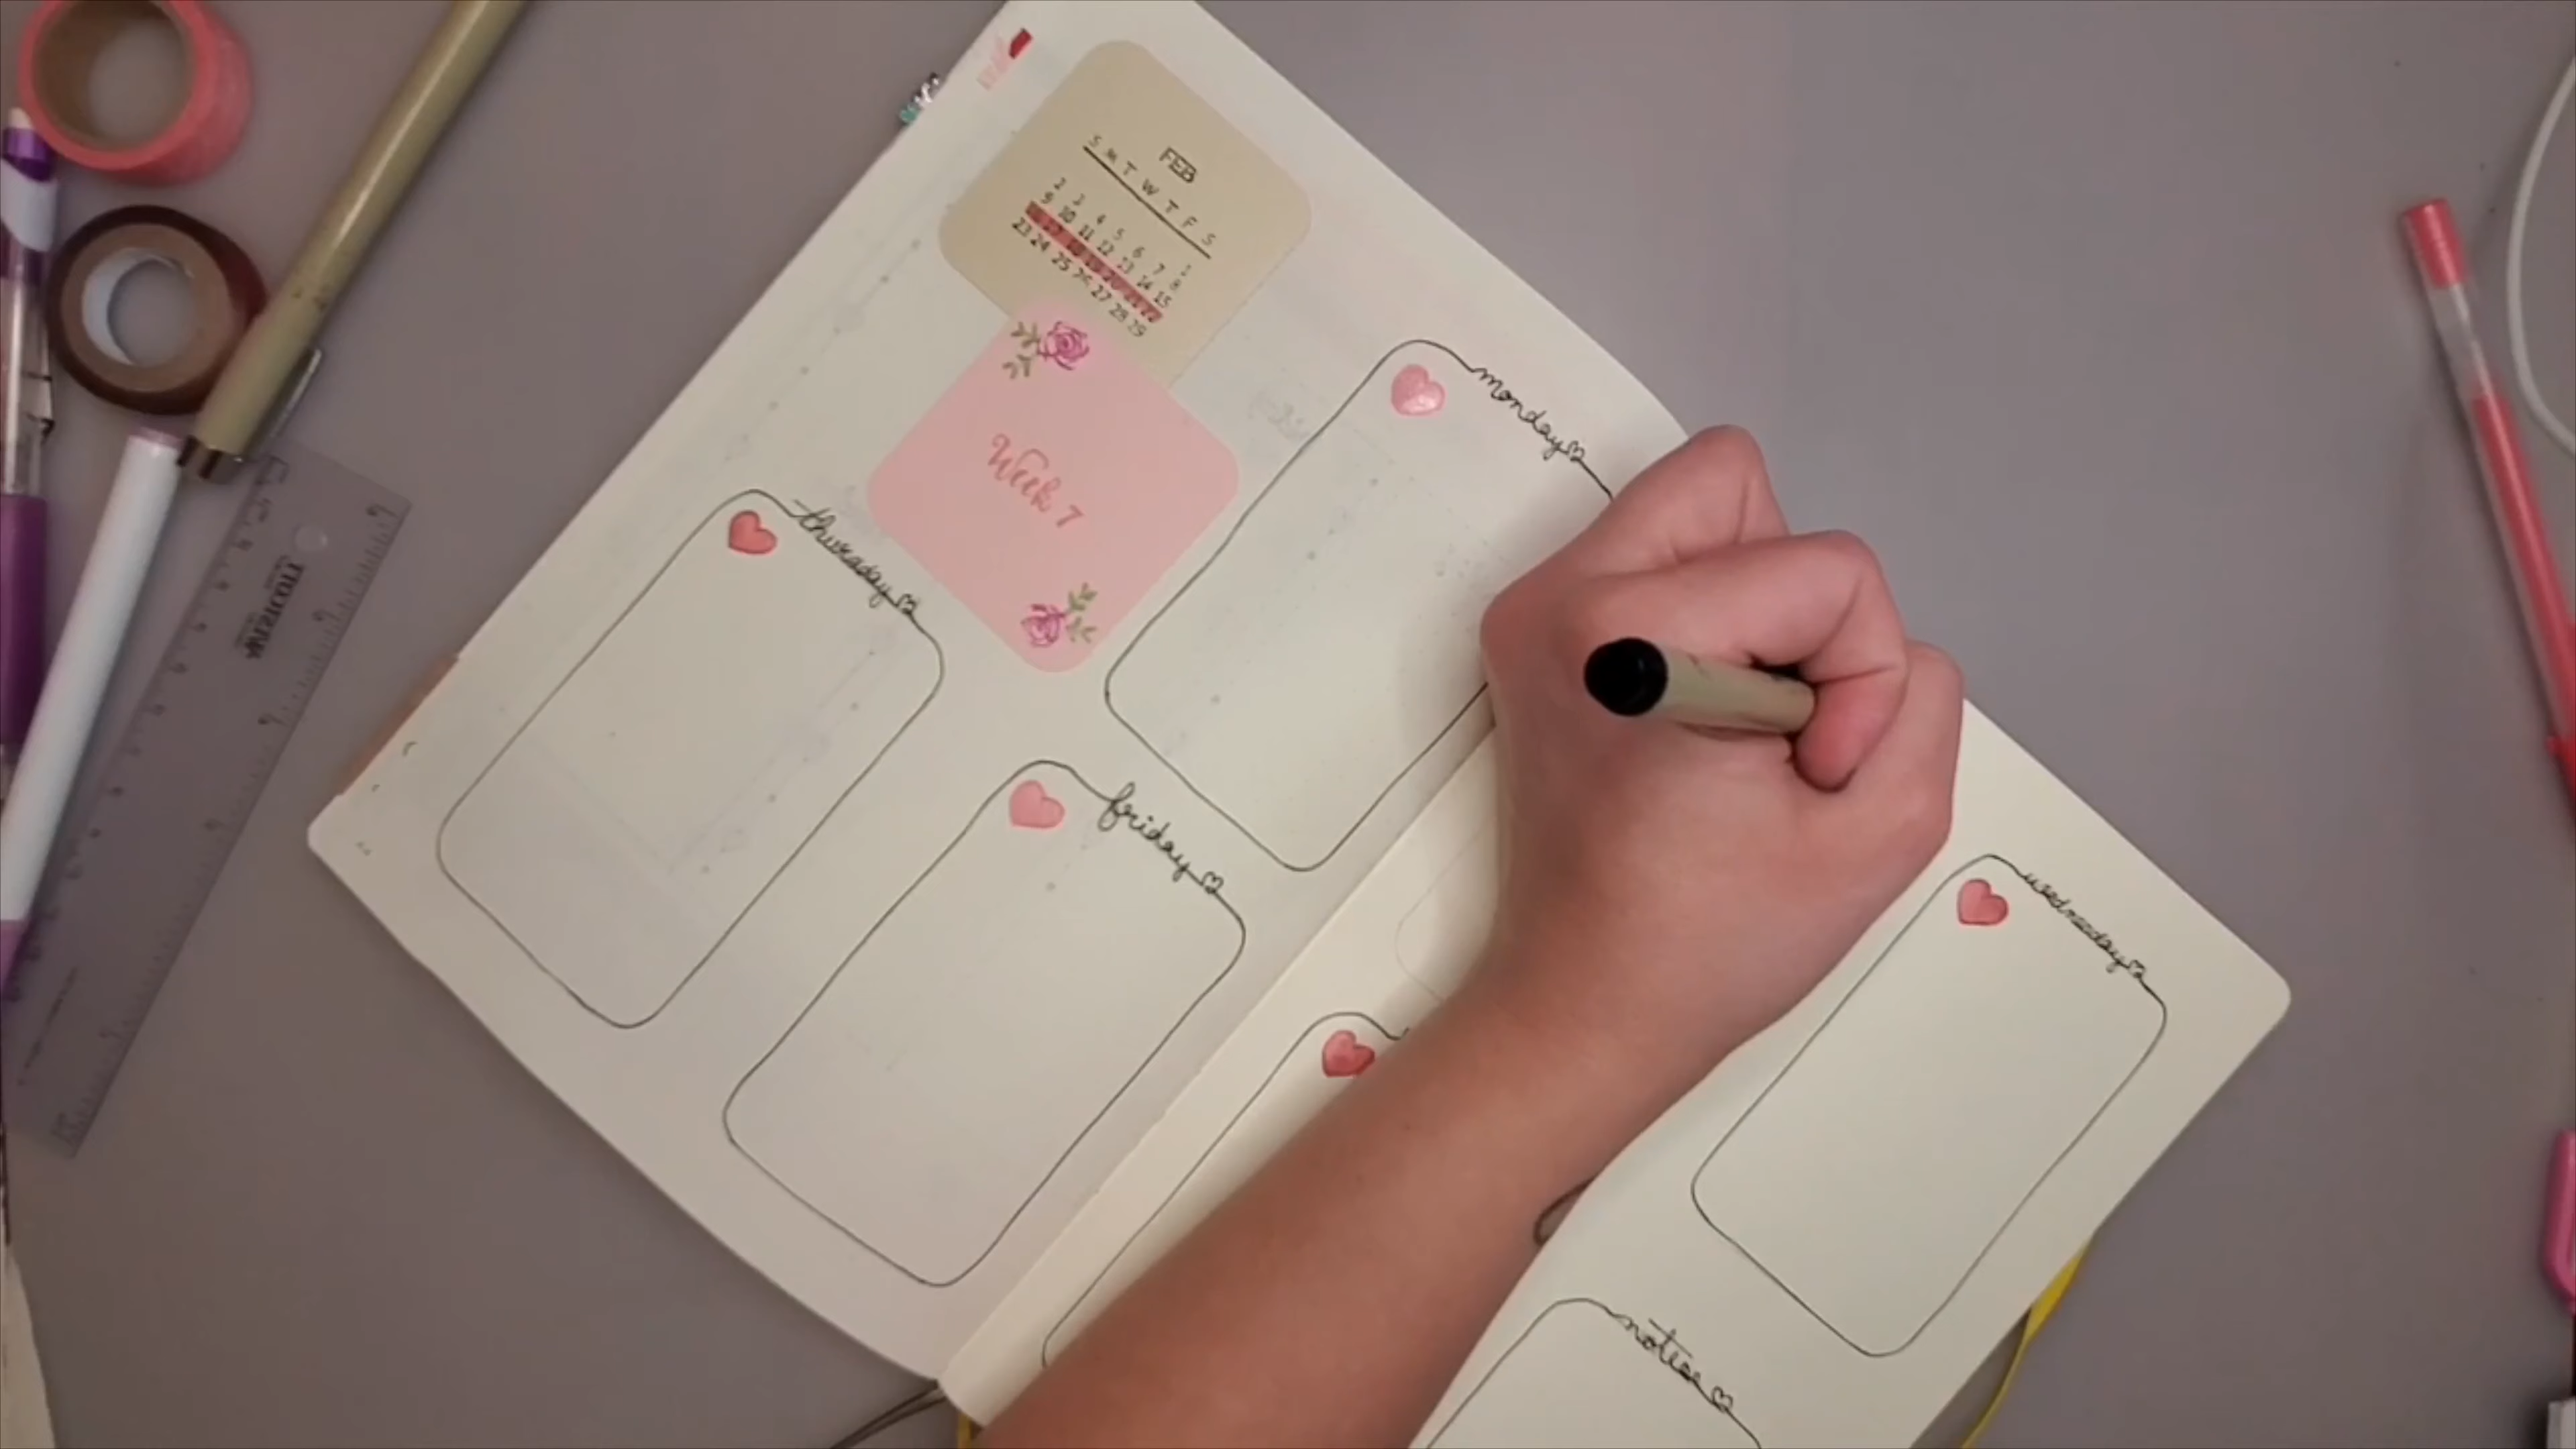 FEB
S M T W T F S
1
2 3 4 5 6 7 8
9 10 11 12 13 14 15
16 17 18 19 20 21 22
23 24 25 26 27 28 29
Week 7
monday
thursday
friday
wednesday
notes